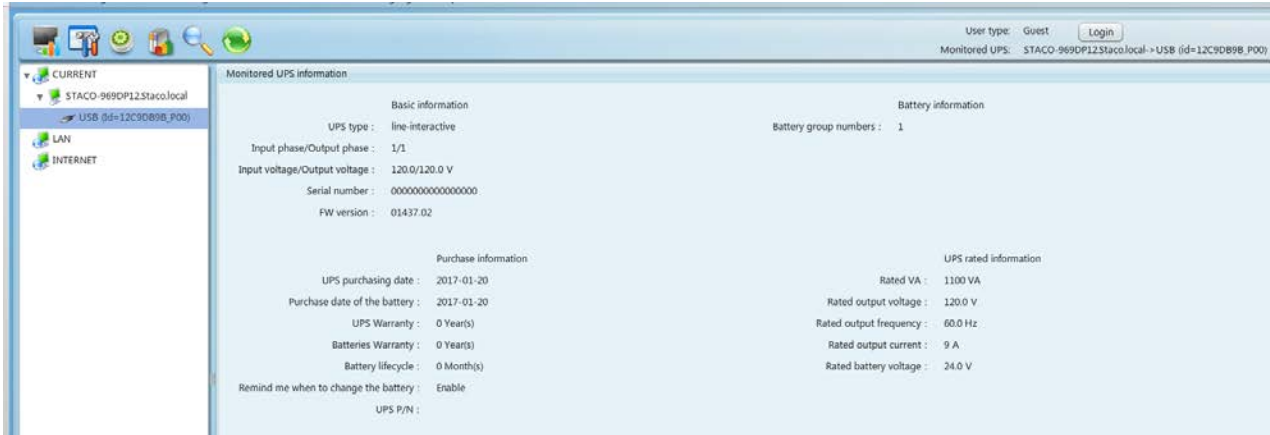 User type: Guest Login
Monitored UPS: STACO-969DP12.Staco.local->USB (id=12C9DB9B_P00)
CURRENT
STACO-969DP12.Staco.local
USB (id=12C9DB9B_P00)
LAN
INTERNET
Monitored UPS information
Basic information
UPS type : line-interactive
Input phase/Output phase : 1/1
Input voltage/Output voltage : 120.0/120.0 V
Serial number : 0000000000000000
FW version : 01437.02
Battery information
Battery group numbers : 1
Purchase information
UPS purchasing date : 2017-01-20
Purchase date of the battery : 2017-01-20
UPS Warranty : 0 Year(s)
Batteries Warranty : 0 Year(s)
Battery lifecycle : 0 Month(s)
Remind me when to change the battery : Enable
UPS P/N :
UPS rated information
Rated VA : 1100 VA
Rated output voltage : 120.0 V
Rated output frequency : 60.0 Hz
Rated output current : 9 A
Rated battery voltage : 24.0 V